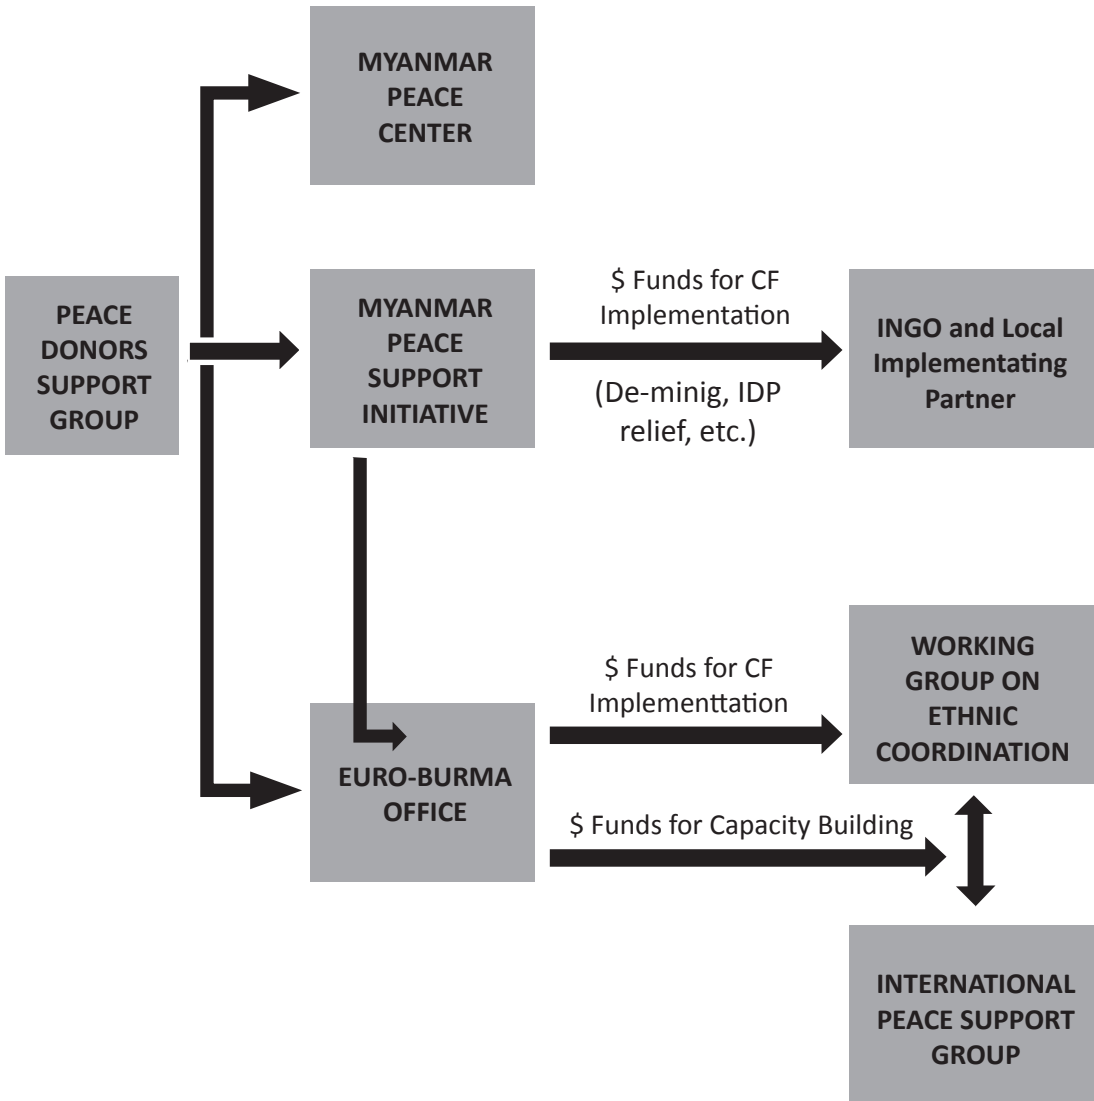 MYANMAR
PEACE
CENTER
PEACE
DONORS
SUPPORT
GROUP
MYANMAR
PEACE
SUPPORT
INITIATIVE
$ Funds for CF
Implementation
(De-minig, IDP
relief, etc.)
INGO and Local
Implementating
Partner
EURO-BURMA
OFFICE
$ Funds for CF
Implementtation
$ Funds for Capacity Building
WORKING
GROUP ON
ETHNIC
COORDINATION
INTERNATIONAL
PEACE SUPPORT
GROUP